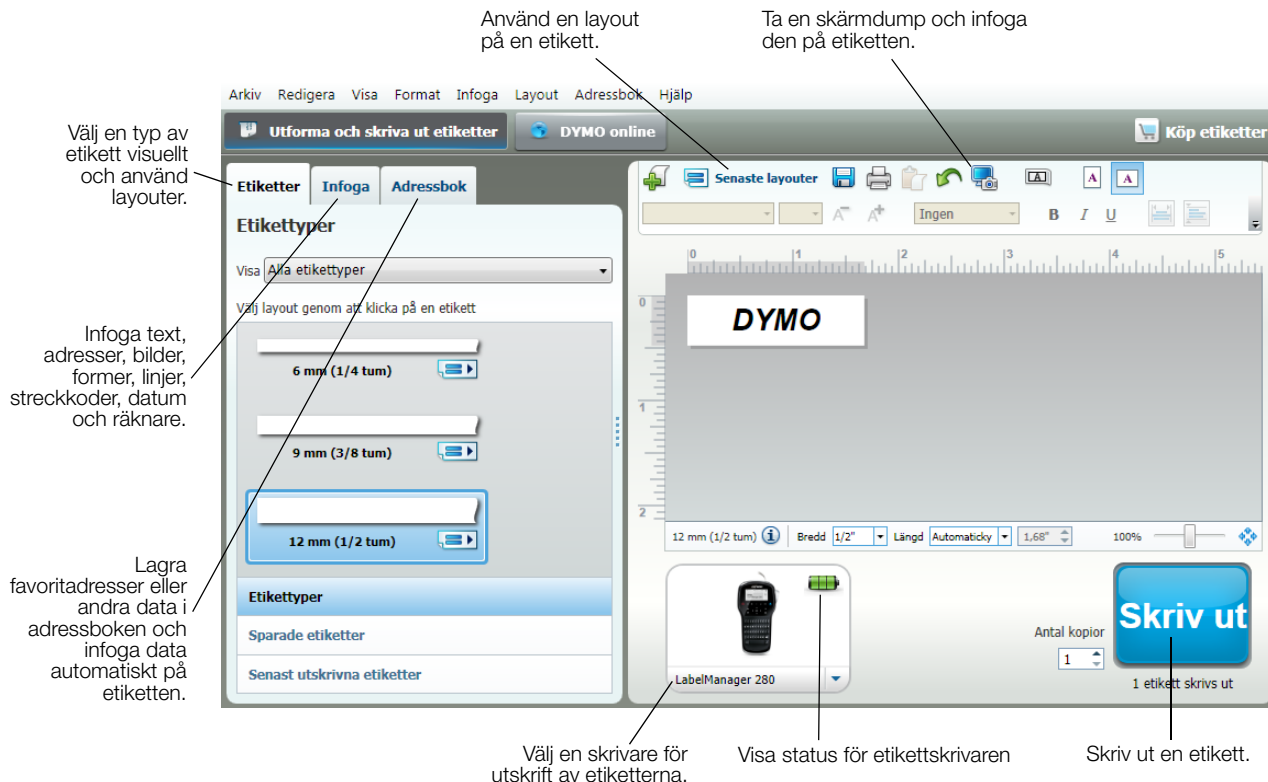 Använd en layout
på en etikett.
Ta en skärmdump och infoga
den på etiketten.
Arkiv Redigera Visa Format Infoga Layout Adressbok Hjälp
Utforma och skriva ut etiketter DYMO online Köp etiketter
Välj en typ av
etikett visuellt
och använd
layouter.
Etiketter Infoga Adressbok
Etikettyper
Visa Alla etikettyper
Välj layout genom att klicka på en etikett
6 mm (1/4 tum)
9 mm (3/8 tum)
12 mm (1/2 tum)
Etikettyper
Sparade etiketter
Senast utskrivna etiketter
Infoga text,
adresser, bilder,
former, linjer,
streckkoder, datum
och räknare.
Lagra
favoritadresser eller
andra data i
adressboken och
infoga data
automatiskt på
etiketten.
Senaste layouter A A A
A A Ingen B I U
0 1 2 3 4 5
0
1
2
DYMO
12 mm (1/2 tum) i Bredd 1/2" Längd Automaticky 1,68" 100%
LabelManager 280
Antal kopior
1
Skriv ut
1 etikett skrivs ut
Välj en skrivare för
utskrift av etiketterna.
Visa status för etikettskrivaren
Skriv ut en etikett.